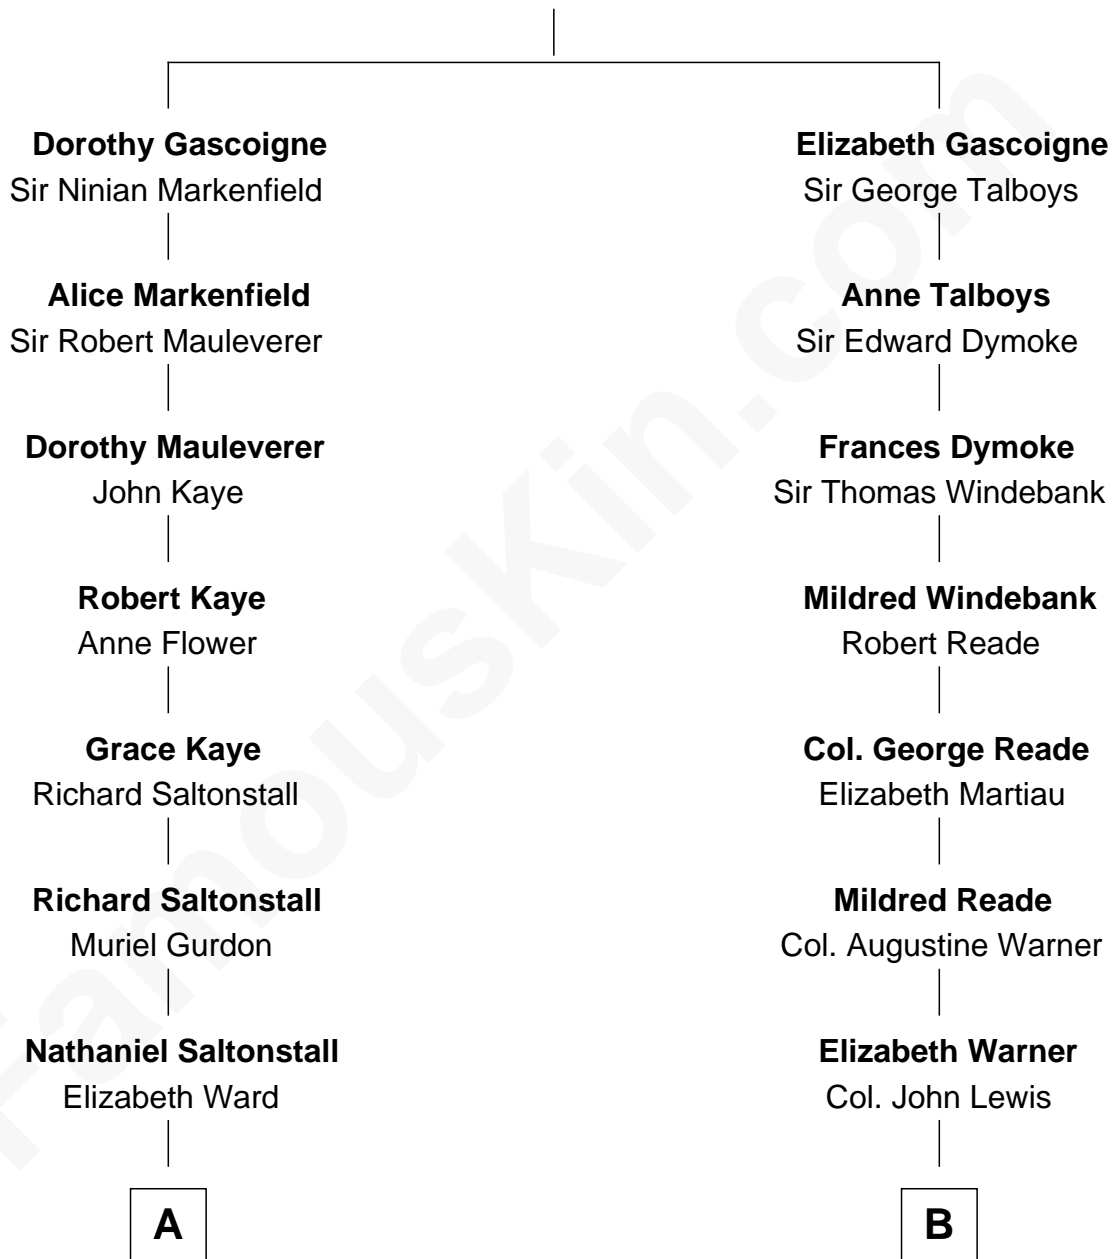 Dorothy Gascoigne
Sir Ninian Markenfield
Alice Markenfield
Sir Robert Mauleverer
Dorothy Mauleverer
John Kaye
Robert Kaye
Anne Flower
Grace Kaye
Richard Saltonstall
Richard Saltonstall
Muriel Gurdon
Nathaniel Saltonstall
Elizabeth Ward
A
Elizabeth Gascoigne
Sir George Talboys
Anne Talboys
Sir Edward Dymoke
Frances Dymoke
Sir Thomas Windebank
Mildred Windebank
Robert Reade
Col. George Reade
Elizabeth Martiau
Mildred Reade
Col. Augustine Warner
Elizabeth Warner
Col. John Lewis
B
FamousKin.com